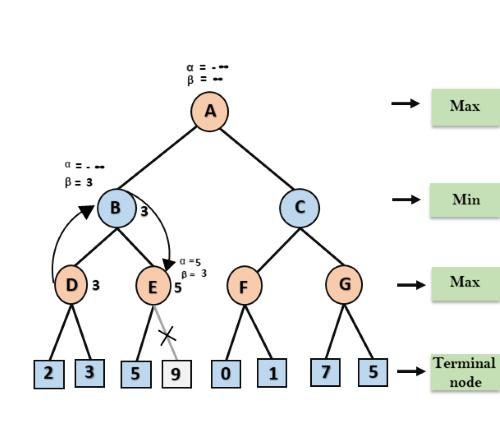 α = - ∞
β = ∞
A
Max
α = - ∞
β = 3
B
3
C
Min
α =5
β = 3
D
3
E
5
F
G
Max
2
3
5
9
0
1
7
5
Terminal
node